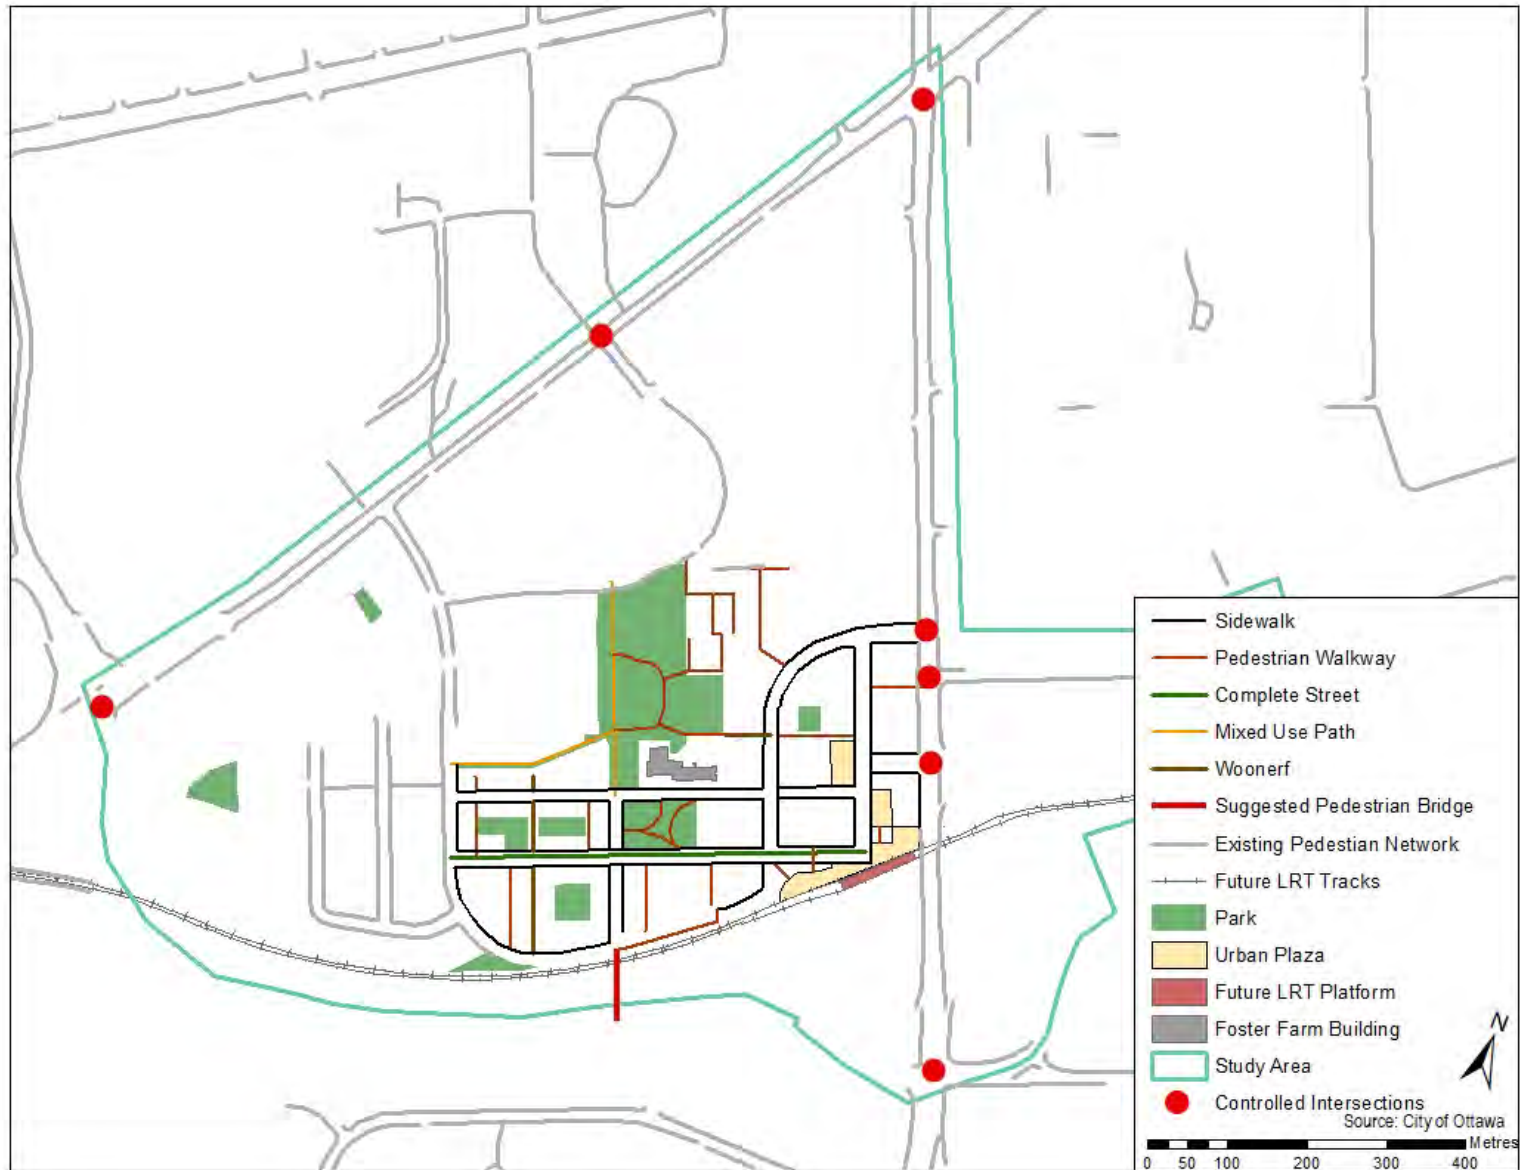 Sidewalk
Pedestrian Walkway
Complete Street
Mixed Use Path
Woonerf
Suggested Pedestrian Bridge
Existing Pedestian Network
Future LRT Tracks
Park
Urban Plaza
Future LRT Platform
Foster Farm Building
N
Study Area
Controlled Intersections
Source: City of Ottawa
Metres
0 50 100 200 300 400